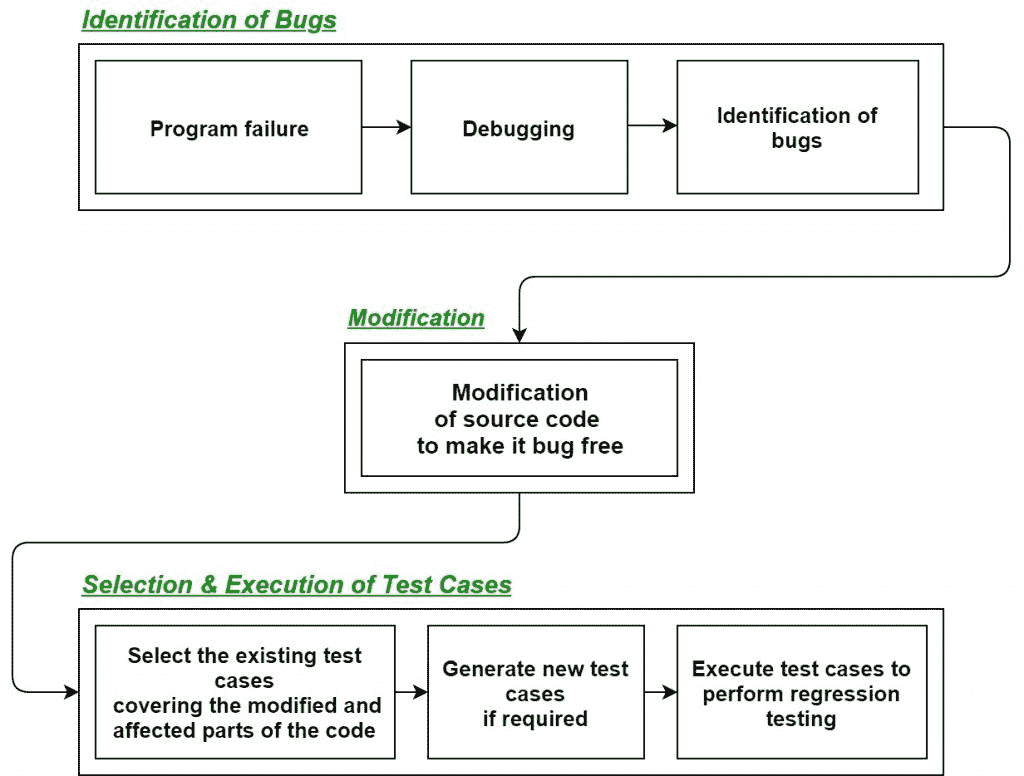 Identification of Bugs
Program failure
Debugging
Identification of
bugs
Modification
Modification
of source code
to make it bug free
Selection & Execution of Test Cases
Select the existing test
cases
covering the modified and
affected parts of the code
Generate new test
cases
if required
Execute test cases to
perform regression
testing